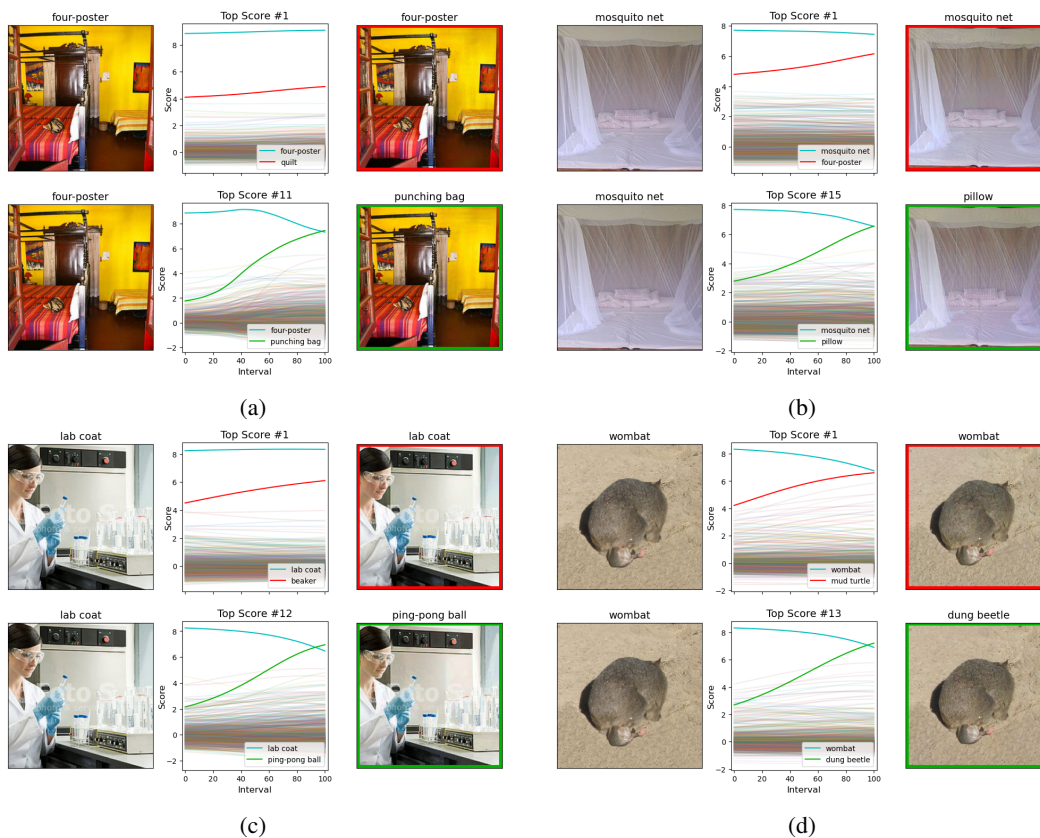 four-poster
Top Score #1
four-poster
Score
8
6
4
2
0
four-poster
quilt
four-poster
Top Score #11
punching bag
Score
8
6
4
2
0
−2
four-poster
punching bag
0 20 40 60 80 100
Interval
(a)
mosquito net
Top Score #1
mosquito net
Score
8
6
4
2
0
mosquito net
four-poster
mosquito net
Top Score #15
pillow
Score
8
6
4
2
0
−2
mosquito net
pillow
0 20 40 60 80 100
Interval
(b)
lab coat
Top Score #1
lab coat
Score
8
6
4
2
0
lab coat
beaker
lab coat
Top Score #12
ping-pong ball
Score
8
6
4
2
0
−2
lab coat
ping-pong ball
0 20 40 60 80 100
Interval
(c)
wombat
Top Score #1
wombat
Score
8
6
4
2
0
−2
wombat
mud turtle
wombat
Top Score #13
dung beetle
Score
8
6
4
2
0
−2
wombat
dung beetle
0 20 40 60 80 100
Interval
(d)